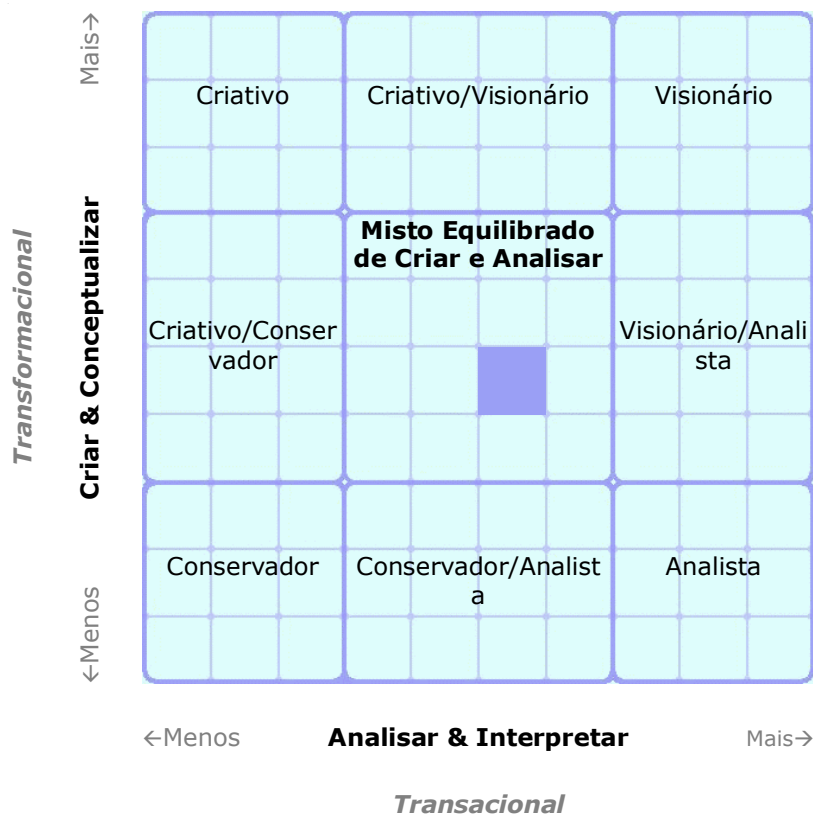 Mais→
Criativo
Criativo/Visionário
Visionário
Transformacional
Criar & Conceptualizar
Misto Equilibrado
de Criar e Analisar
Criativo/Conser
vador
Visionário/Anali
sta
Conservador
Conservador/Analist
a
Analista
←Menos
←Menos
Analisar & Interpretar
Mais→
Transacional